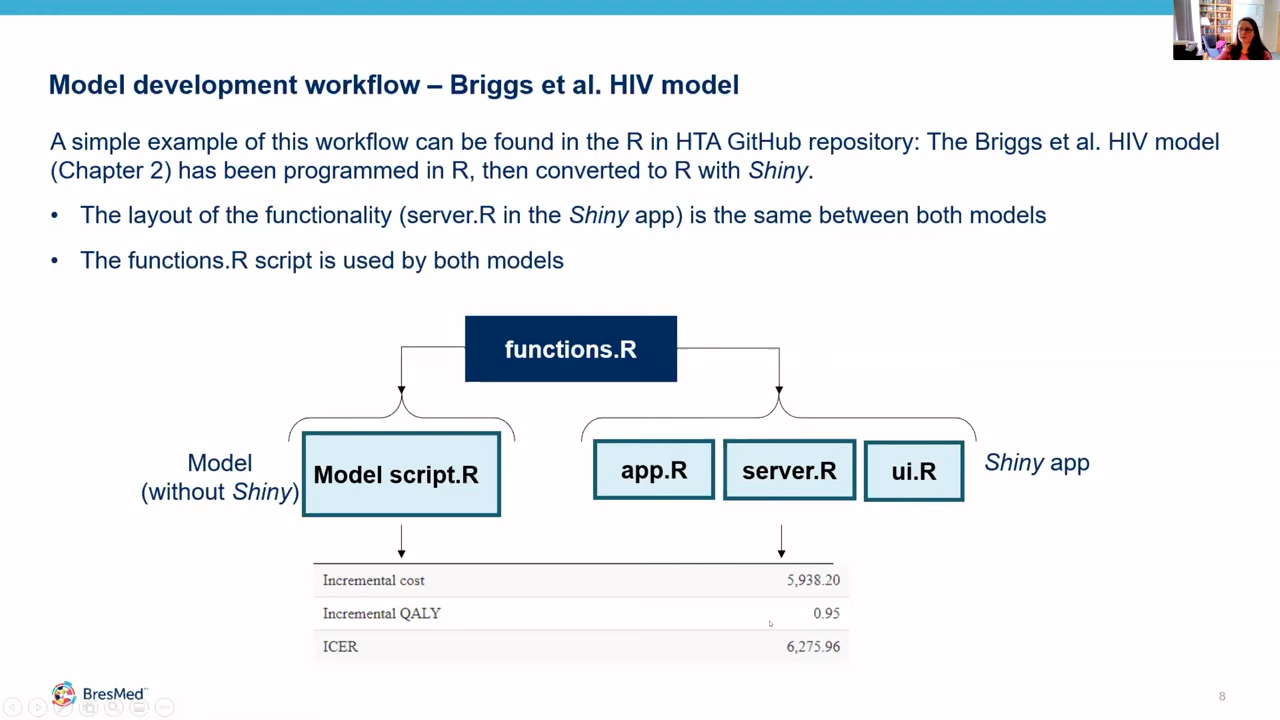 Model development workflow – Briggs et al. HIV model
A simple example of this workflow can be found in the R in HTA GitHub repository: The Briggs et al. HIV model
(Chapter 2) has been programmed in R, then converted to R with Shiny.
• The layout of the functionality (server.R in the Shiny app) is the same between both models
• The functions.R script is used by both models
functions.R
Model
(without Shiny)
Model script.R
app.R
server.R
ui.R
Shiny app
Incremental cost 5,938.20
Incremental QALY 0.95
ICER 6,275.96
BresMed
8